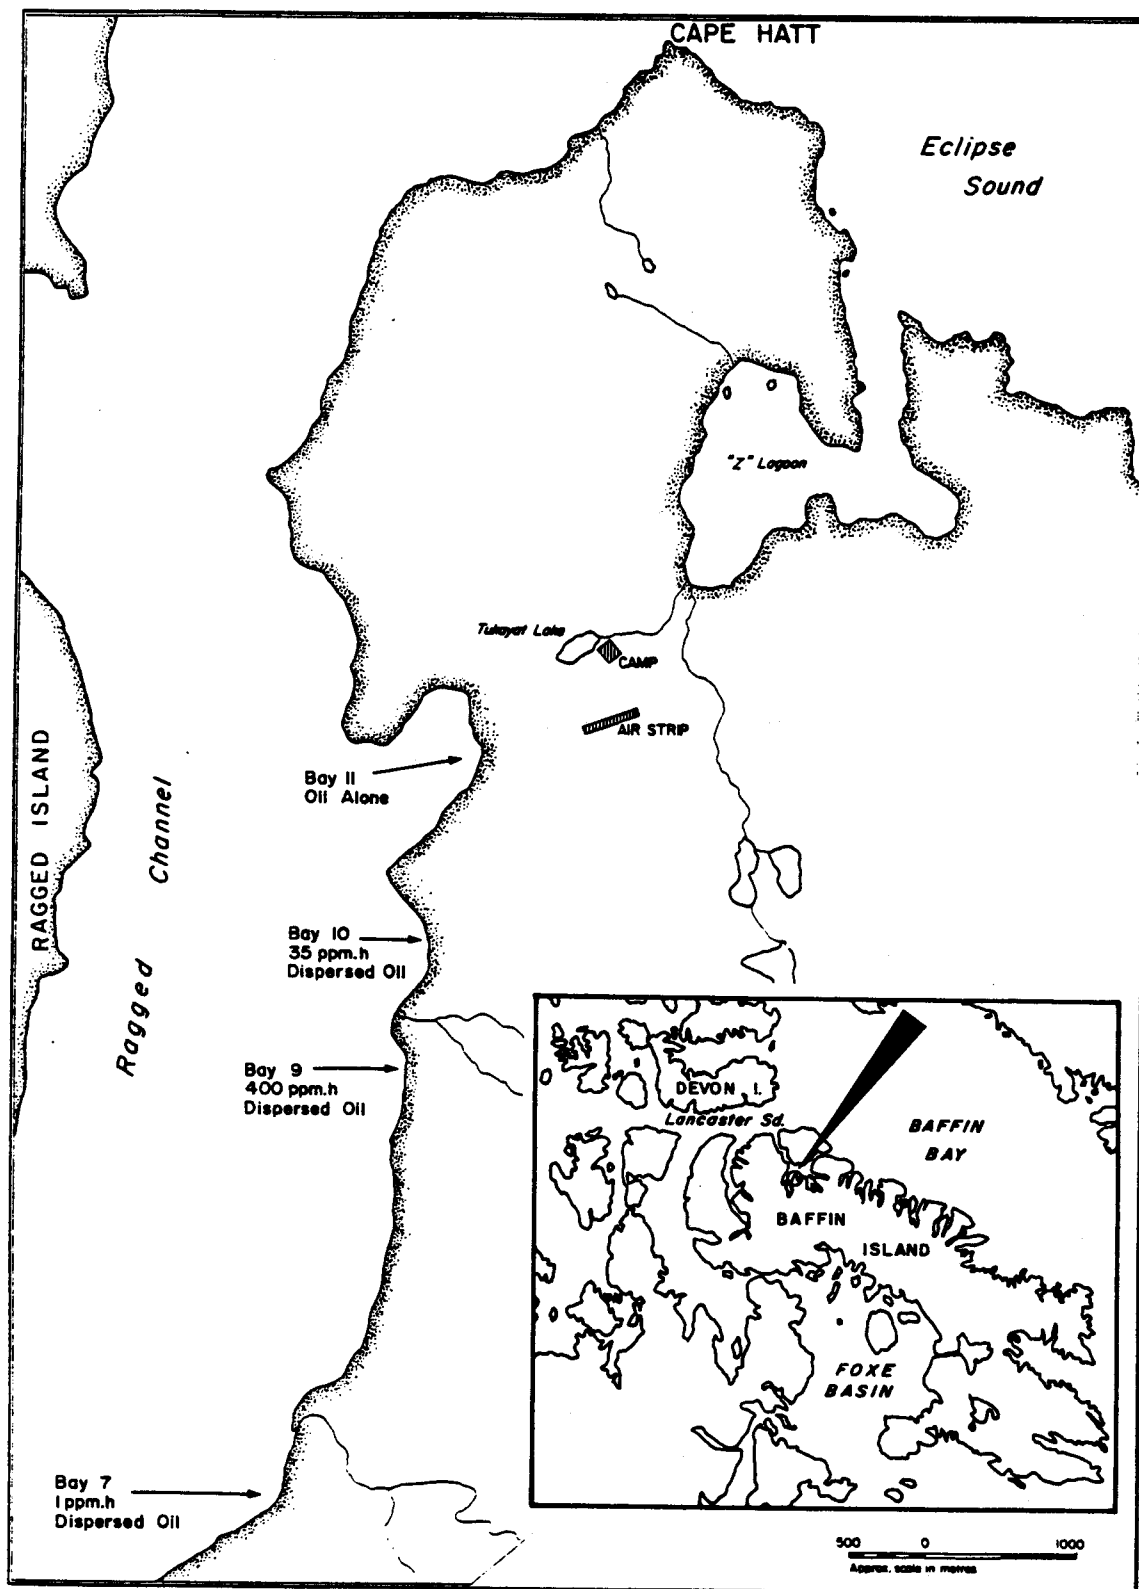 CAPE HATT
Eclipse
Sound
"Z" Lagoon
Tukayat Lake
CAMP
AIR STRIP
RAGGED ISLAND
Ragged Channel
Bay 11
Oil Alone
Bay 10
35 ppm.h
Dispersed Oil
Bay 9
400 ppm.h
Dispersed Oil
Bay 7
1 ppm.h
Dispersed Oil
DEVON I.
Lancaster Sd.
BAFFIN
BAY
BAFFIN
ISLAND
FOXE
BASIN
500 0 1000
Approx. scale in metres